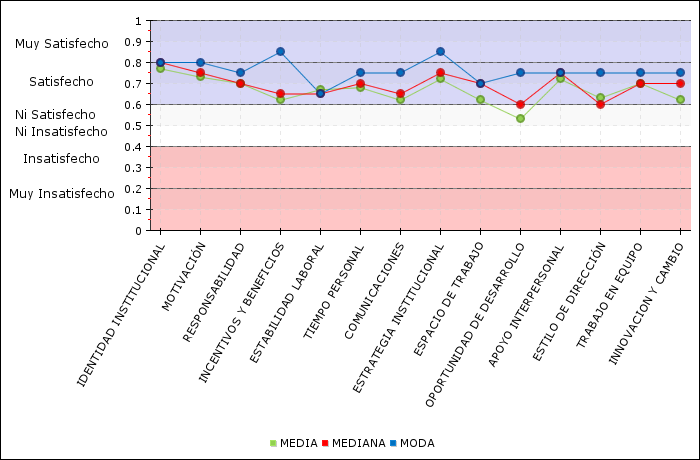 Muy Satisfecho
Satisfecho
Ni Satisfecho
Ni Insatisfecho
Insatisfecho
Muy Insatisfecho
1
0.9
0.8
0.7
0.6
0.5
0.4
0.3
0.2
0.1
0
IDENTIDAD INSTITUCIONAL
MOTIVACIÓN
RESPONSABILIDAD
INCENTIVOS Y BENEFICIOS
ESTABILIDAD LABORAL
TIEMPO PERSONAL
COMUNICACIONES
ESTRATEGIA INSTITUCIONAL
ESPACIO DE TRABAJO
OPORTUNIDAD DE DESARROLLO
APOYO INTERPERSONAL
ESTILO DE DIRECCIÓN
TRABAJO EN EQUIPO
INNOVACION Y CAMBIO
MEDIA MEDIANA MODA